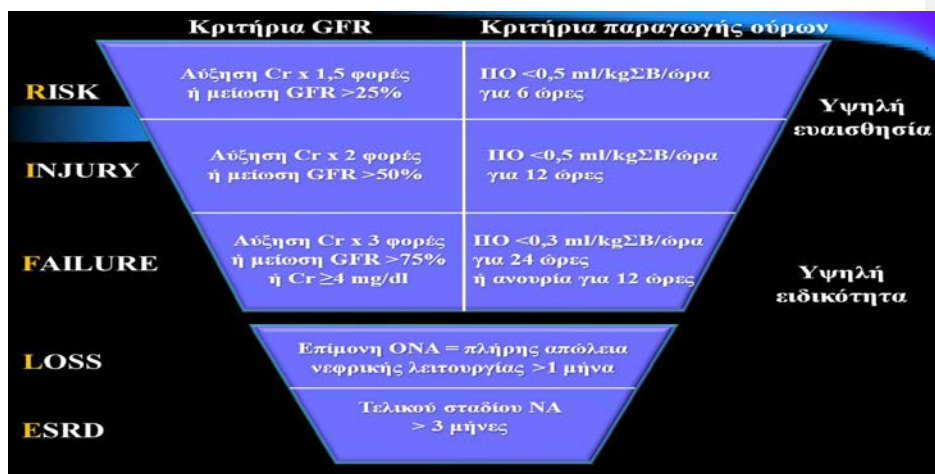 Κριτήρια GFR
Κριτήρια παραγωγής ούρων
RISK
Αύξηση Cr x 1,5 φορές
ή μείωση GFR >25%
ΠΟ <0,5 ml/kgΣΒ/ώρα
για 6 ώρες
Υψηλή
ευαισθησία
INJURY
Αύξηση Cr x 2 φορές
ή μείωση GFR >50%
ΠΟ <0,5 ml/kgΣΒ/ώρα
για 12 ώρες
FAILURE
Αύξηση Cr x 3 φορές
ή μείωση GFR >75%
ή Cr ≥4 mg/dl
ΠΟ <0,3 ml/kgΣΒ/ώρα
για 24 ώρες
ή ανουρία για 12 ώρες
Υψηλή
ειδικότητα
LOSS
Επίμονη ΟΝΑ = πλήρης απώλεια
νεφρικής λειτουργίας >1 μήνα
ESRD
Τελικού σταδίου ΝΑ
> 3 μήνες